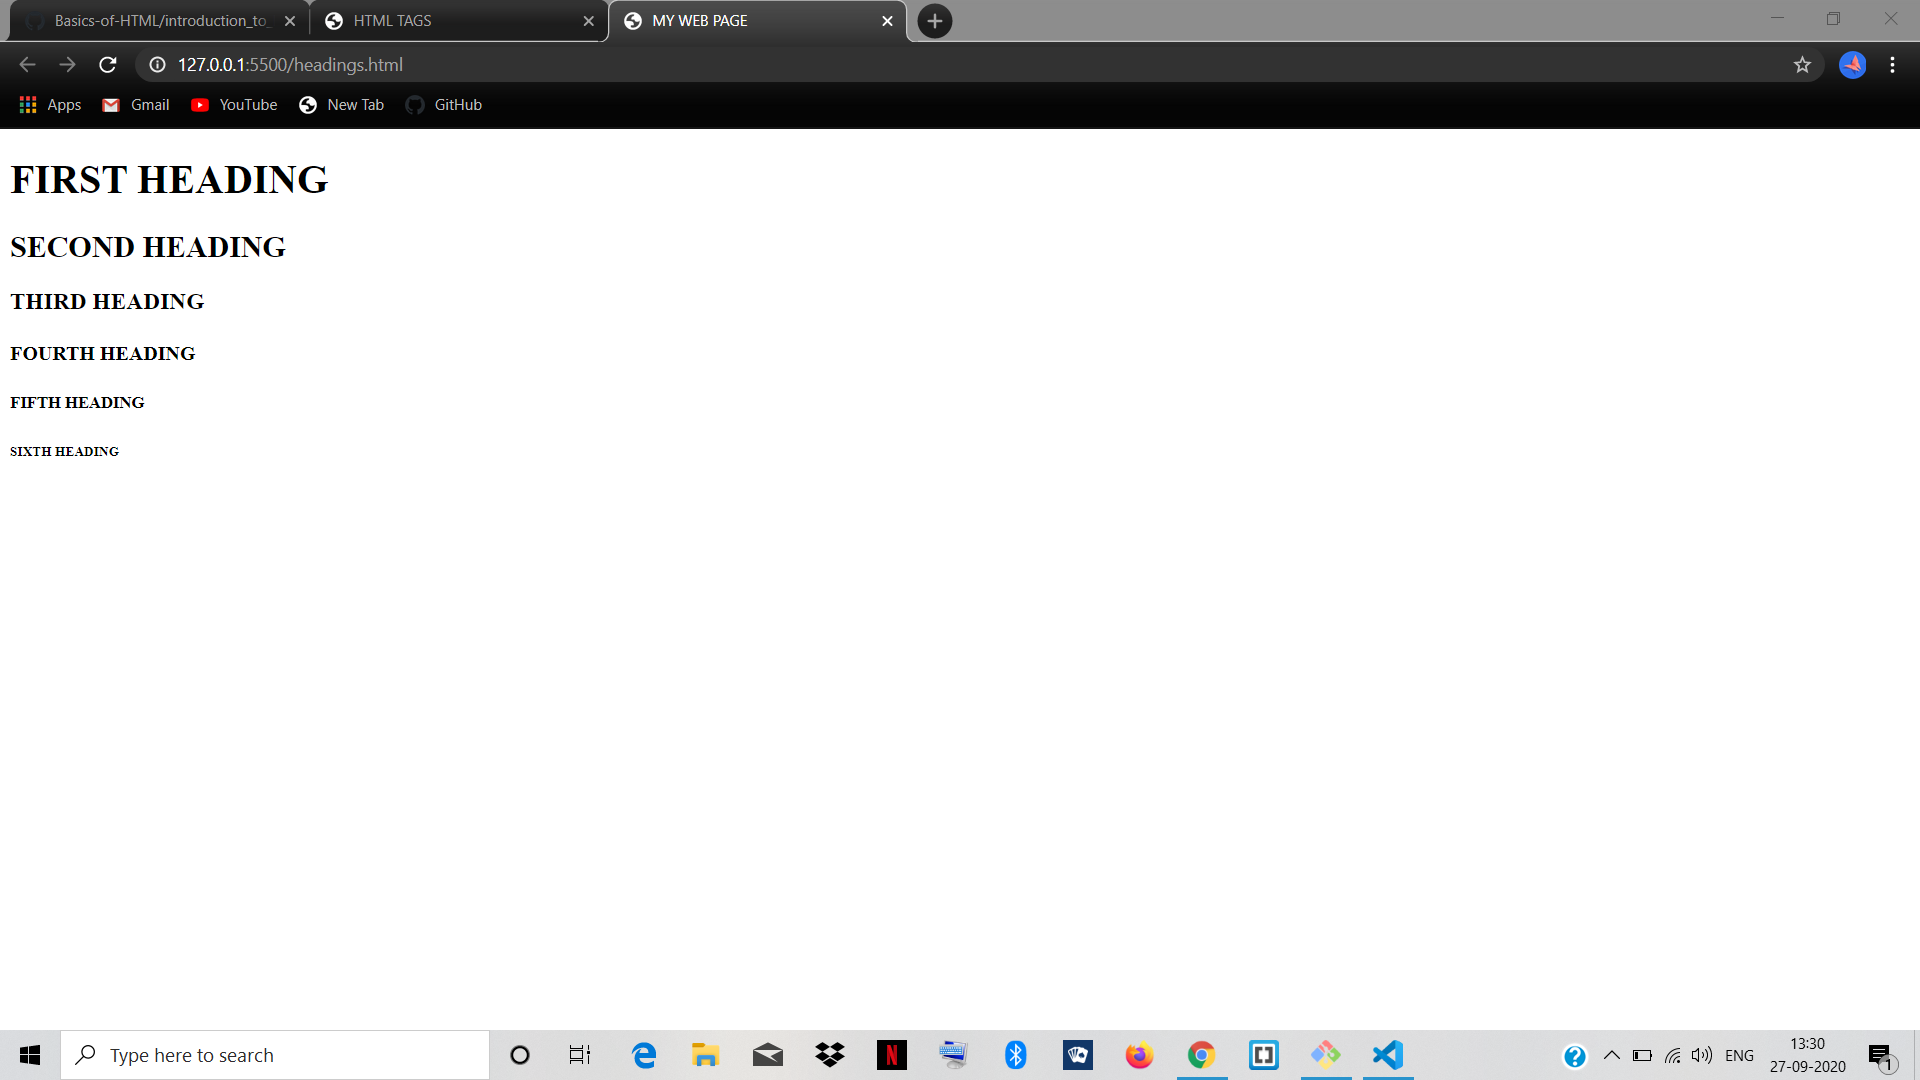 Basics-of-HTML/introduction_to_
HTML TAGS
MY WEB PAGE
127.0.0.1:5500/headings.html
Apps
Gmail
YouTube
New Tab
GitHub
FIRST HEADING
SECOND HEADING
THIRD HEADING
FOURTH HEADING
FIFTH HEADING
SIXTH HEADING
Type here to search
ENG
13:30
27-09-2020
1